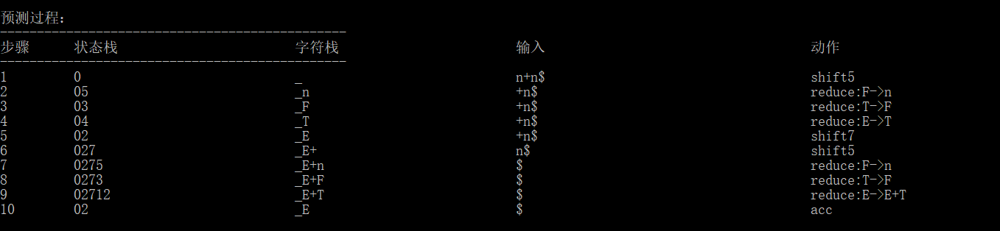 预测过程：
-----------------------------------------------
步骤 状态栈 字符栈 输入 动作
-----------------------------------------------
1 0 _ n+n$ shift5
2 05 _n +n$ reduce:F->n
3 03 _F +n$ reduce:T->F
4 04 _T +n$ reduce:E->T
5 02 _E +n$ shift7
6 027 _E+ n$ shift5
7 0275 _E+n $ reduce:F->n
8 0273 _E+F $ reduce:T->F
9 02712 _E+T $ reduce:E->E+T
10 02 _E $ acc